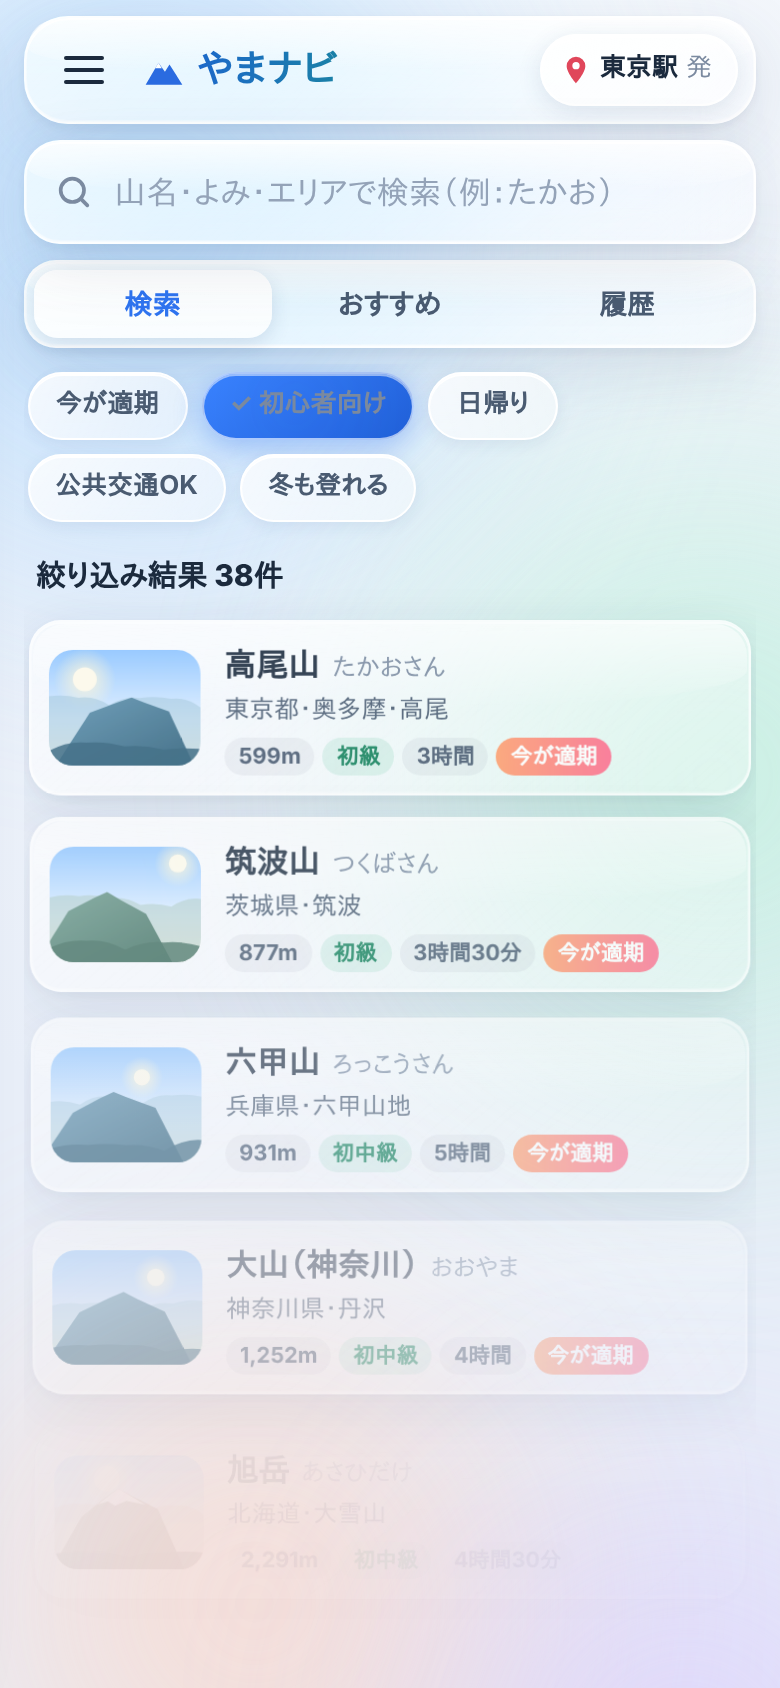 やまナビ
東京駅 発
山名・よみ・エリアで検索(例:たかお)
検索 おすすめ 履歴
今が適期 ✓ 初心者向け 日帰り
公共交通OK 冬も登れる
絞り込み結果 38件
高尾山 たかおさん
東京都・奥多摩・高尾
599m 初級 3時間 今が適期
筑波山 つくばさん
茨城県・筑波
877m 初級 3時間30分 今が適期
六甲山 ろっこうさん
兵庫県・六甲山地
931m 初中級 5時間 今が適期
大山(神奈川) おおやま
神奈川県・丹沢
1,252m 初中級 4時間 今が適期
旭岳 あさひだけ
北海道・大雪山
2,291m 初中級 4時間30分